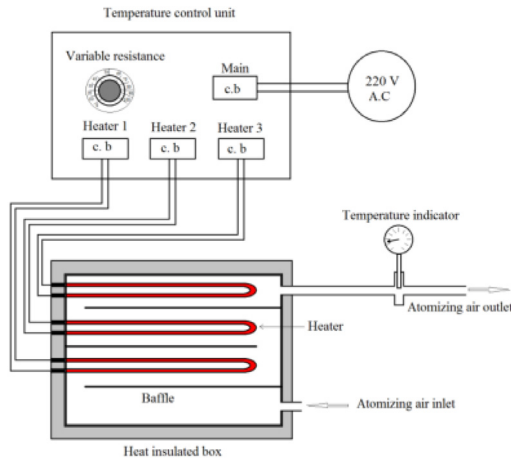 Temperature control unit
Variable resistance
Main
c.b
220 V
A.C
Heater 1
Heater 2
Heater 3
c. b
c. b
c. b
Temperature indicator
Atomizing air outlet
Heater
Baffle
Atomizing air inlet
Heat insulated box